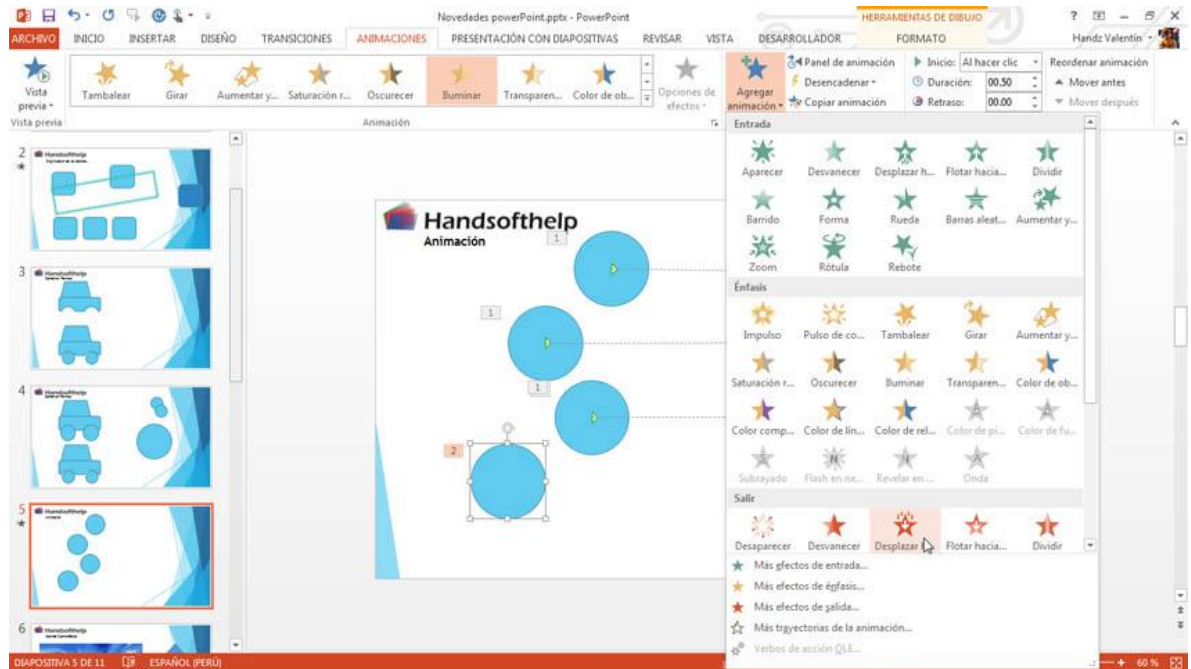 Novedades powerPoint.pptx - PowerPoint
HERRAMIENTAS DE DIBUJO
ARCHIVO INICIO INSERTAR DISEÑO TRANSICIONES ANIMACIONES PRESENTACIÓN CON DIAPOSITIVAS REVISAR VISTA DESARROLLADOR FORMATO Handz Valentin
Vista previa
Tambalear Girar Aumentar y... Saturación r... Oscurecer Iluminar Transparen... Color de ob...
Opciones de efectos
Agregar animación
Panel de animación
Desencadenar
Copiar animación
Inicio: Al hacer clic
Duración: 00.50
Retraso: 00.00
Reordenar animación
Mover antes
Mover después
Vista previa
Animación
2
3
4
5
6
Handsofthelp
Animación
1
1
1
2
Entrada
Aparecer Desvanecer Desplazar h... Flotar hacia... Dividir
Barrido Forma Rueda Barras aleat... Aumentar y...
Zoom Rótula Rebote
Énfasis
Impulso Pulso de co... Tambalear Girar Aumentar y...
Saturación r... Oscurecer Iluminar Transparen... Color de ob...
Color comp... Color de lín... Color de rel... Color de pi... Color de fu...
Subrayado Flash en ne... Revelar en ... Onda
Salir
Desaparecer Desvanecer Desplazar Flotar hacia... Dividir
Más efectos de entrada...
Más efectos de énfasis...
Más efectos de salida...
Más trayectorias de la animación...
Verbos de acción OLE...
DIAPOSITIVA 5 DE 11 ESPAÑOL (PERÚ)
60 %